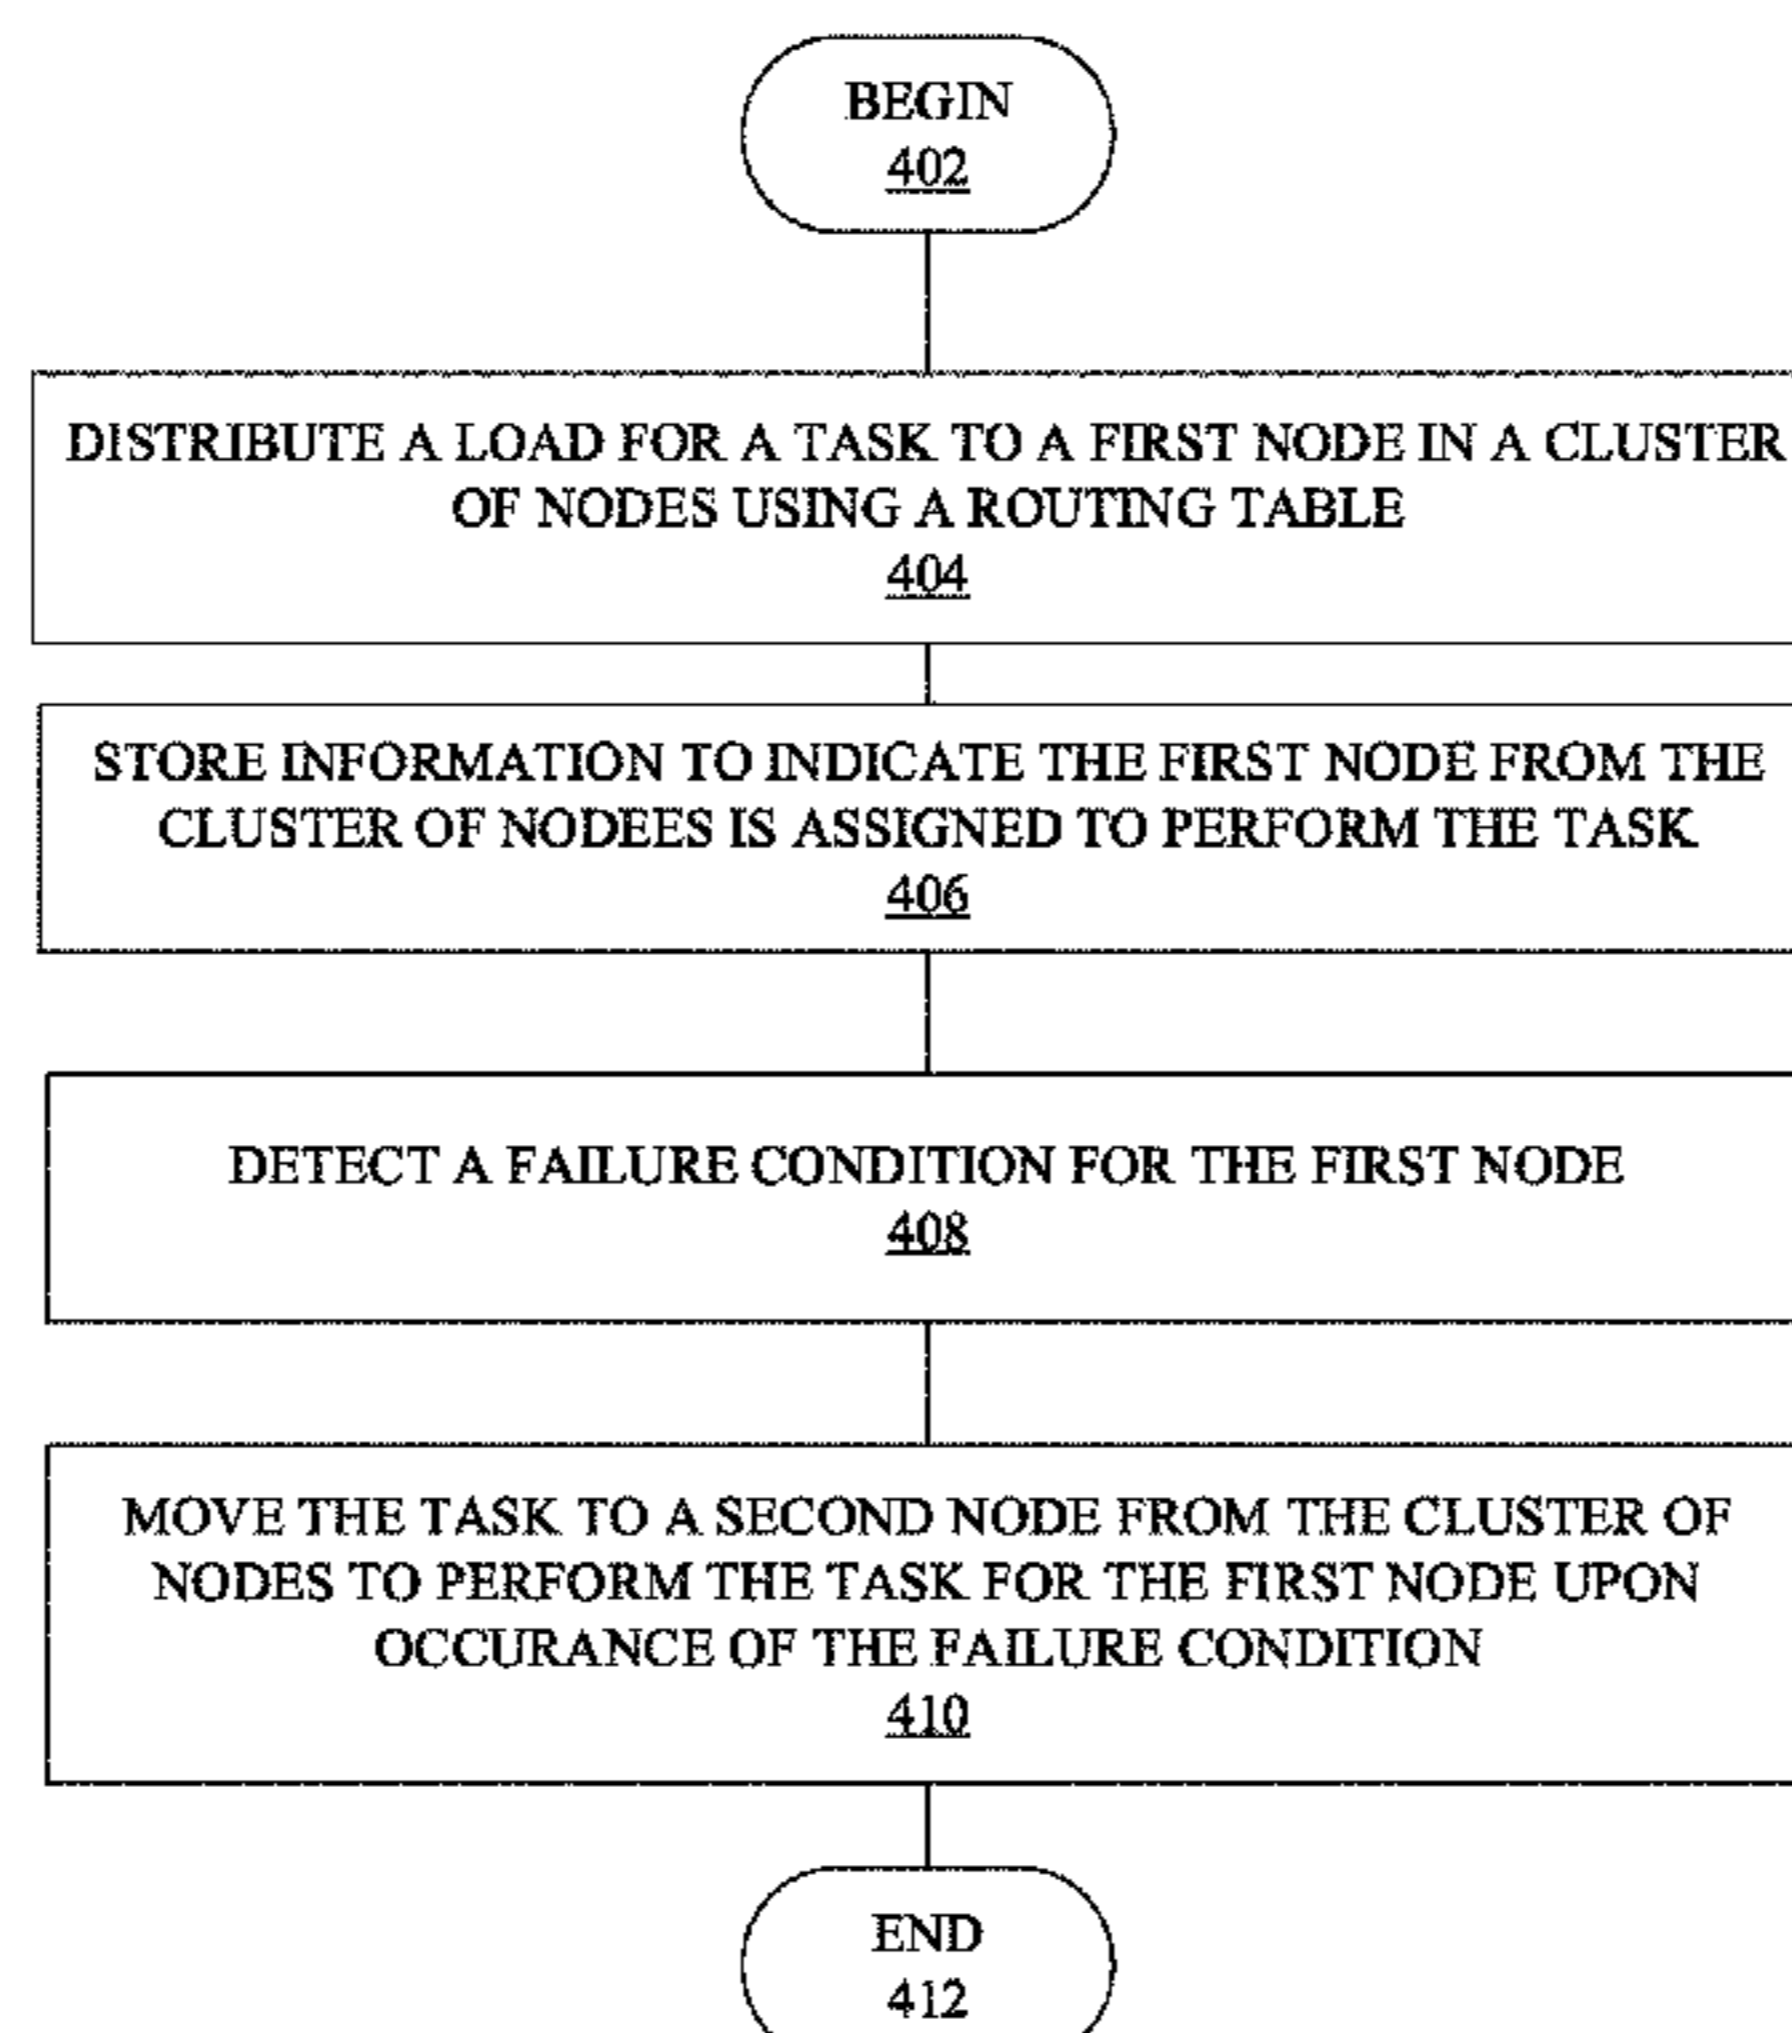 BEGIN
402
DISTRIBUTE A LOAD FOR A TASK TO A FIRST NODE IN A CLUSTER
OF NODES USING A ROUTING TABLE
404
STORE INFORMATION TO INDICATE THE FIRST NODE FROM THE
CLUSTER OF NODEES IS ASSIGNED TO PERFORM THE TASK
406
DETECT A FAILURE CONDITION FOR THE FIRST NODE
408
MOVE THE TASK TO A SECOND NODE FROM THE CLUSTER OF
NODES TO PERFORM THE TASK FOR THE FIRST NODE UPON
OCCURANCE OF THE FAILURE CONDITION
410
END
412